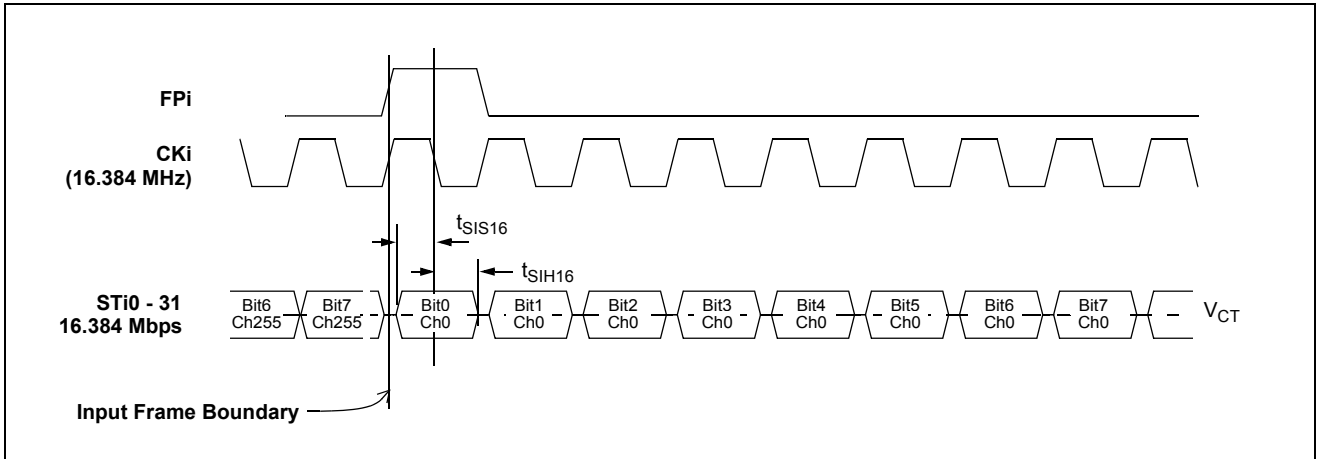 FPi
CKi
(16.384 MHz)
tSIS16
tSIH16
STi0 - 31
16.384 Mbps
Bit6 Ch255
Bit7 Ch255
Bit0 Ch0
Bit1 Ch0
Bit2 Ch0
Bit3 Ch0
Bit4 Ch0
Bit5 Ch0
Bit6 Ch0
Bit7 Ch0
VCT
Input Frame Boundary